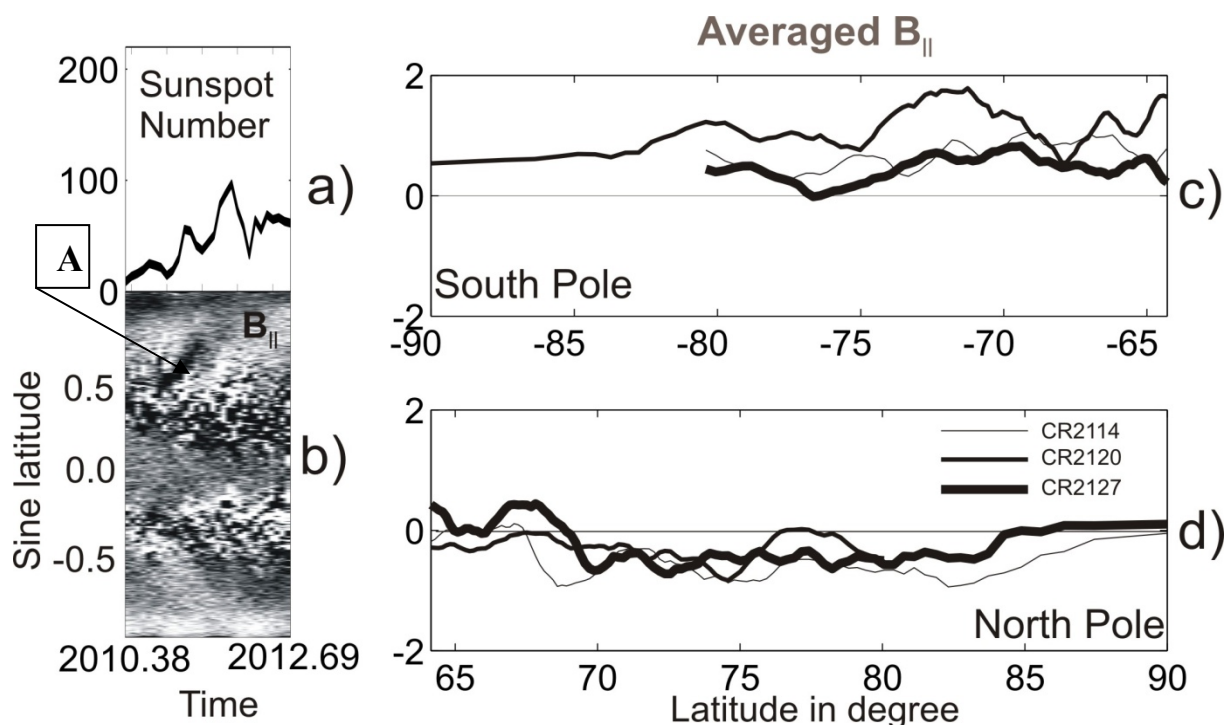 Averaged B||
200
Sunspot
Number
100
0
a)
A
B||
0.5
0.0
-0.5
Sine latitude
b)
2010.38 2012.69
Time
2
0
-2
South Pole
c)
-90 -85 -80 -75 -70 -65
2
0
-2
CR2114
CR2120
CR2127
d)
North Pole
65 70 75 80 85 90
Latitude in degree